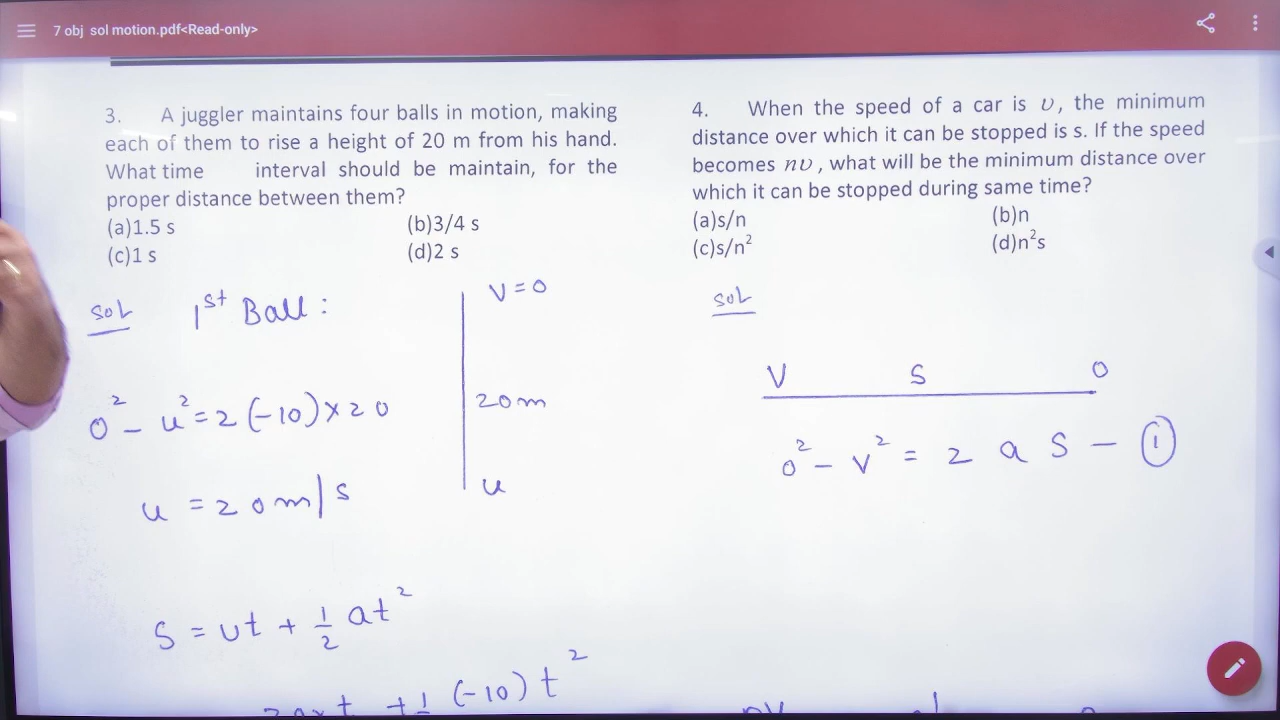 7 obj sol motion.pdf<Read-only>
3. A juggler maintains four balls in motion, making
each of them to rise a height of 20 m from his hand.
What time interval should be maintain, for the
proper distance between them?
(a)1.5 s (b)3/4 s
(c)1 s (d)2 s
Sol 1st Ball :
V = 0
0² - u² = 2 (-10) × 20
20m
u = 20 m/s
u
S = ut + 1/2 at²
+ 1/2 (-10) t²
4. When the speed of a car is υ, the minimum
distance over which it can be stopped is s. If the speed
becomes nυ, what will be the minimum distance over
which it can be stopped during same time?
(a)s/n (b)n
(c)s/n² (d)n²s
Sol
V S 0
0² - V² = 2 a S - ①